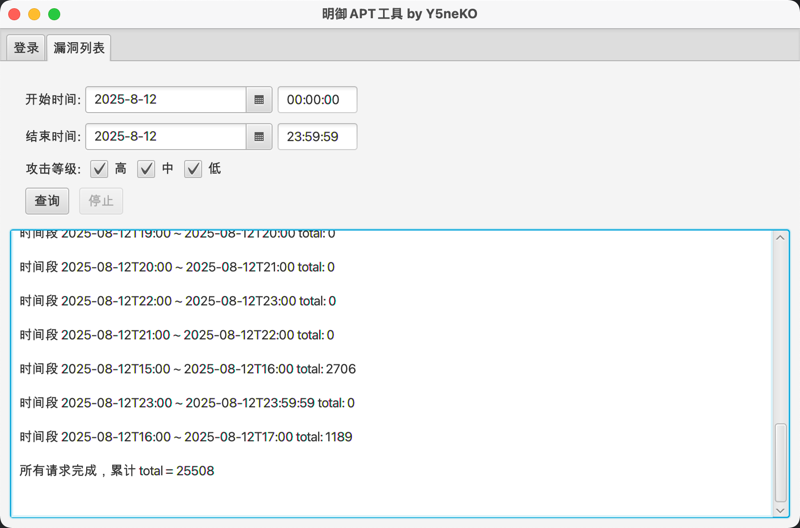 明御APT工具 by Y5neKO
登录 漏洞列表
开始时间: 2025-8-12 00:00:00
结束时间: 2025-8-12 23:59:59
攻击等级: 高 中 低
查询 停止
时间段 2025-08-12T19:00 ~ 2025-08-12T20:00 total: 0
时间段 2025-08-12T20:00 ~ 2025-08-12T21:00 total: 0
时间段 2025-08-12T22:00 ~ 2025-08-12T23:00 total: 0
时间段 2025-08-12T21:00 ~ 2025-08-12T22:00 total: 0
时间段 2025-08-12T15:00 ~ 2025-08-12T16:00 total: 2706
时间段 2025-08-12T23:00 ~ 2025-08-12T23:59:59 total: 0
时间段 2025-08-12T16:00 ~ 2025-08-12T17:00 total: 1189
所有请求完成，累计 total = 25508